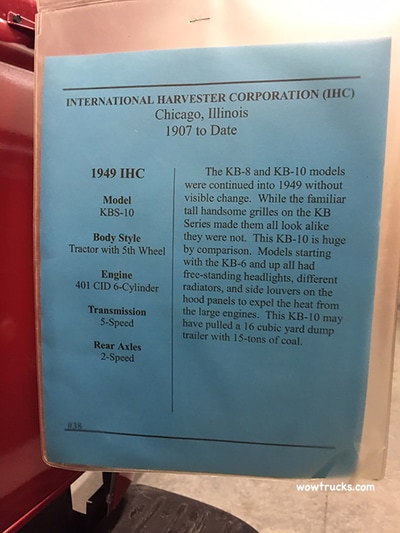 INTERNATIONAL HARVESTER CORPORATION (IHC)
Chicago, Illinois
1907 to Date
1949 IHC
Model
KBS-10
Body Style
Tractor with 5th Wheel
Engine
401 CID 6-Cylinder
Transmission
5-Speed
Rear Axles
2-Speed
The KB-8 and KB-10 models
were continued into 1949 without
visible change. While the familiar
tall handsome grilles on the KB
Series made them all look alike
they were not. This KB-10 is huge
by comparison. Models starting
with the KB-6 and up all had
free-standing headlights, different
radiators, and side louvers on the
hood panels to expel the heat from
the large engines. This KB-10 may
have pulled a 16 cubic yard dump
trailer with 15-tons of coal.
#38
wowtrucks.com